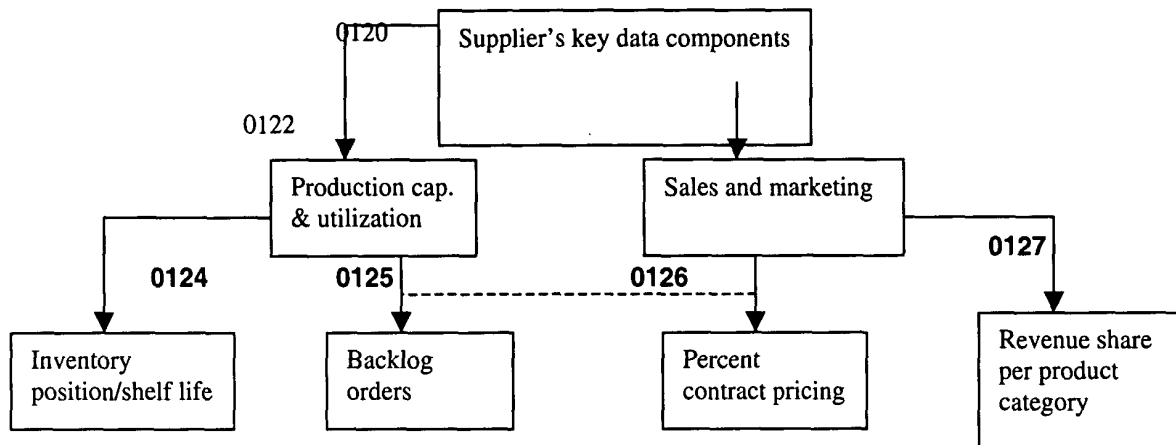 0120
Supplier's key data components
0122
Production cap.
& utilization
Sales and marketing
0124
0125
0126
0127
Inventory
position/shelf life
Backlog
orders
Percent
contract pricing
Revenue share
per product
category